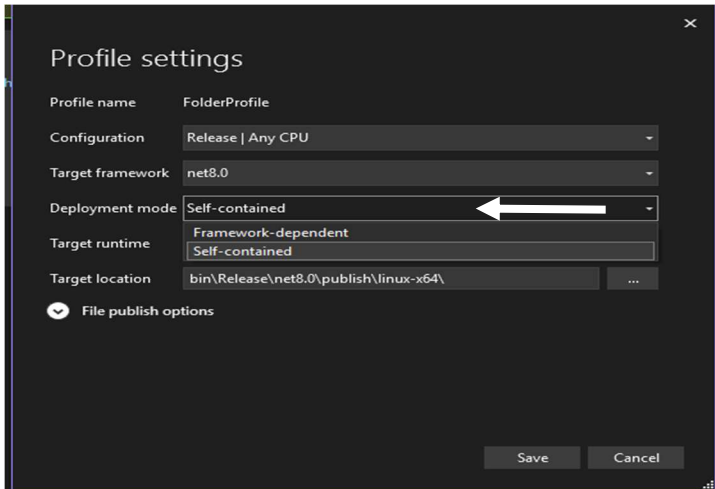 Profile settings
Profile name FolderProfile
Configuration Release | Any CPU
Target framework net8.0
Deployment mode Self-contained
Framework-dependent
Target runtime
Self-contained
Target location bin\Release\net8.0\publish\linux-x64\ ...
File publish options
Save Cancel